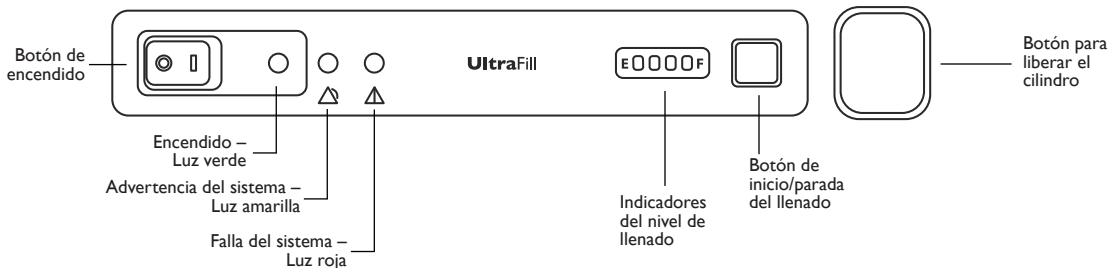 Botón de
encendido
UltraFill
E F
Botón para
liberar el
cilindro
Encendido –
Luz verde
Advertencia del sistema –
Luz amarilla
Falla del sistema –
Luz roja
Indicadores
del nivel de
llenado
Botón de
inicio/parada
del llenado